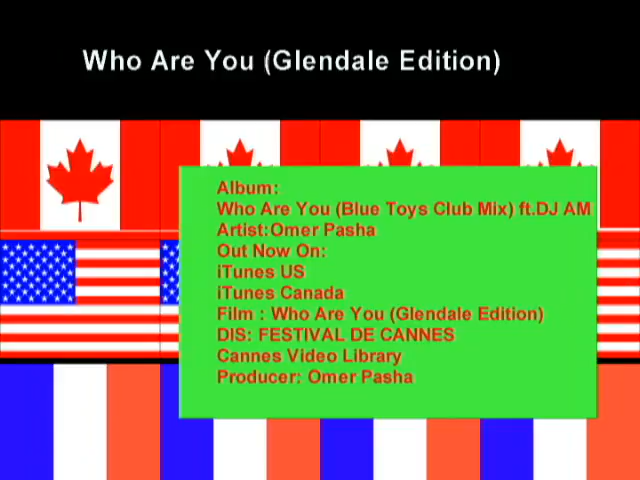 Who Are You (Glendale Edition)
Album:
Who Are You (Blue Toys Club Mix) ft.DJ AM
Artist:Omer Pasha
Out Now On:
iTunes US
iTunes Canada
Film : Who Are You (Glendale Edition)
DIS: FESTIVAL DE CANNES
Cannes Video Library
Producer: Omer Pasha